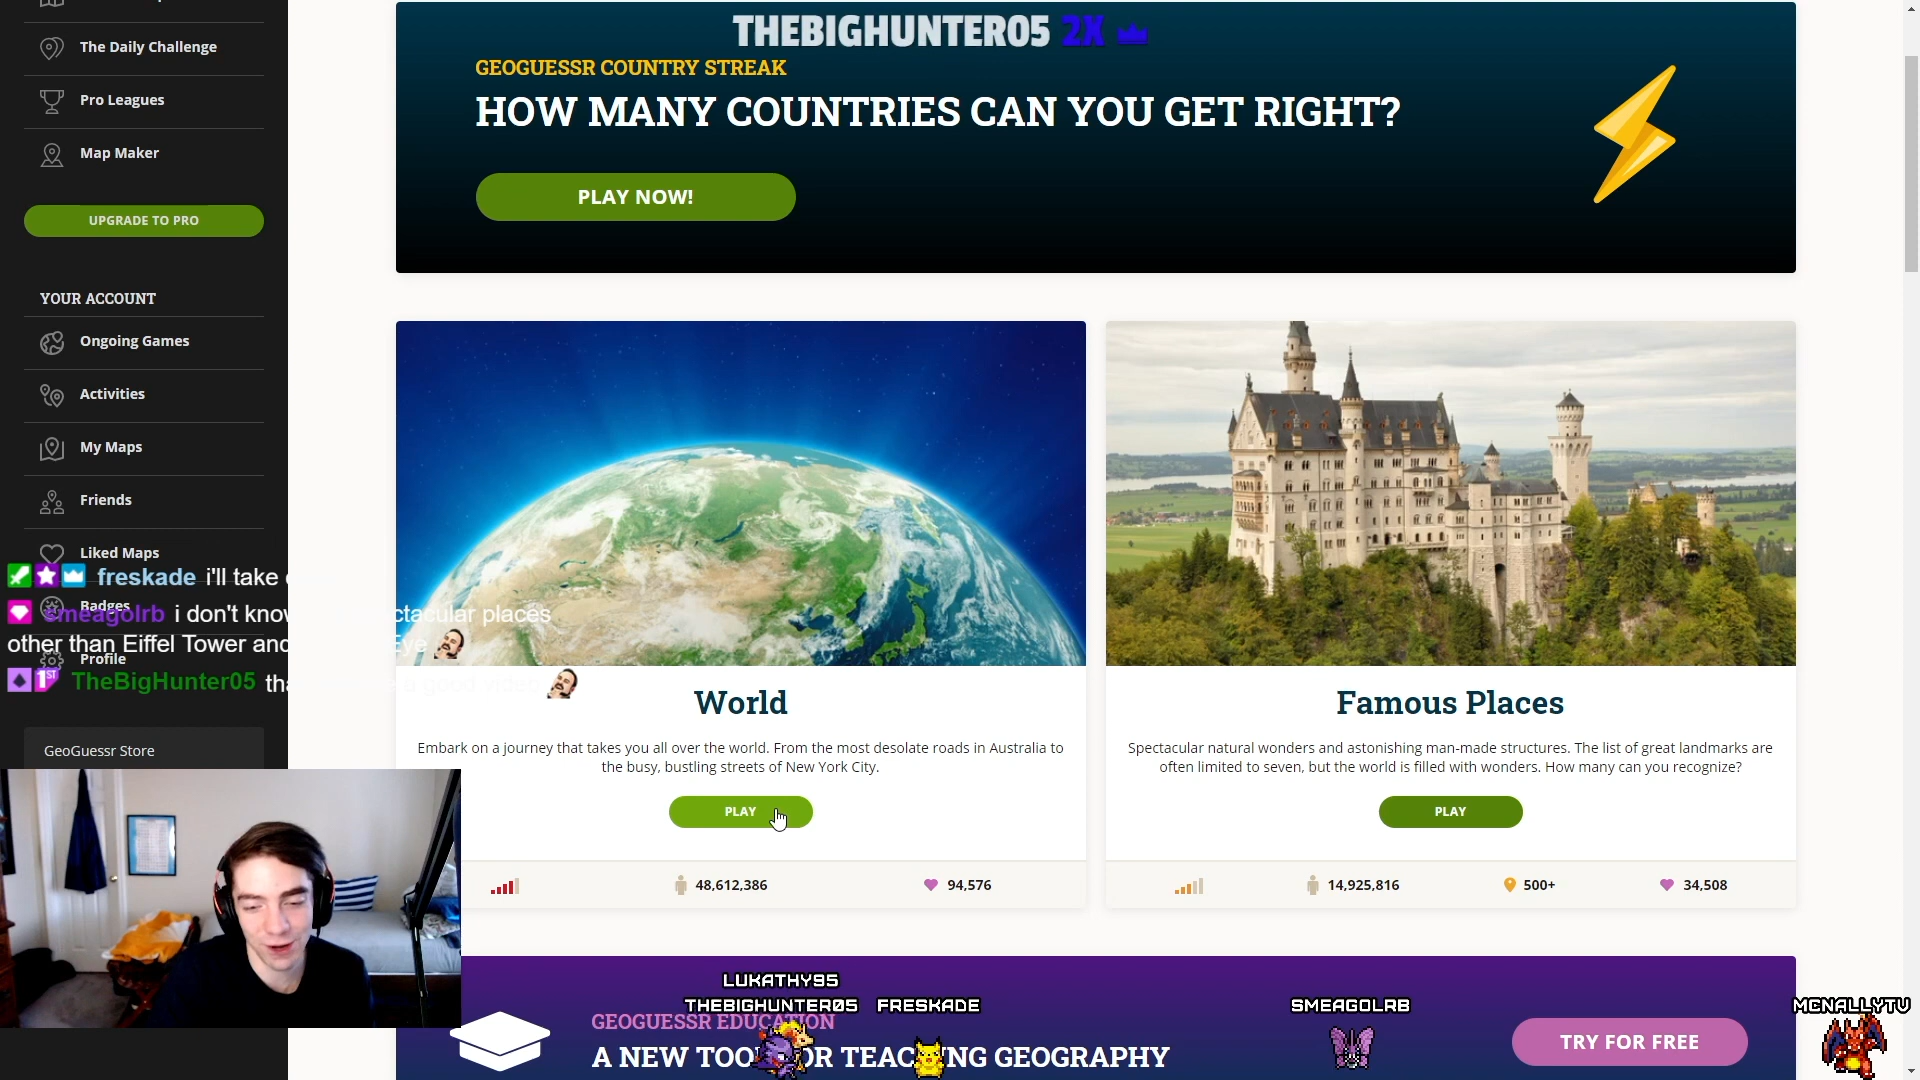 The Daily Challenge
Pro Leagues
Map Maker
UPGRADE TO PRO
YOUR ACCOUNT
Ongoing Games
Activities
My Maps
Friends
Liked Maps
Badges
Profile
GeoGuessr Store
freskade i'll take
smeagolrb i don't know ctacular places
other than Eiffel Tower and Eye
TheBigHunter05 tha a good video
THEBIGHUNTER05 2X
GEOGUESSR COUNTRY STREAK
HOW MANY COUNTRIES CAN YOU GET RIGHT?
PLAY NOW!
World
Embark on a journey that takes you all over the world. From the most desolate roads in Australia to
the busy, bustling streets of New York City.
PLAY
48,612,386
94,576
Famous Places
Spectacular natural wonders and astonishing man-made structures. The list of great landmarks are
often limited to seven, but the world is filled with wonders. How many can you recognize?
PLAY
14,925,816
500+
34,508
LUKATHY95
THEBIGHUNTER05
FRESKADE
SMEAGOLRB
MCNALLYTV
GEOGUESSR EDUCATION
A NEW TOO OR TEAC NG GEOGRAPHY
TRY FOR FREE